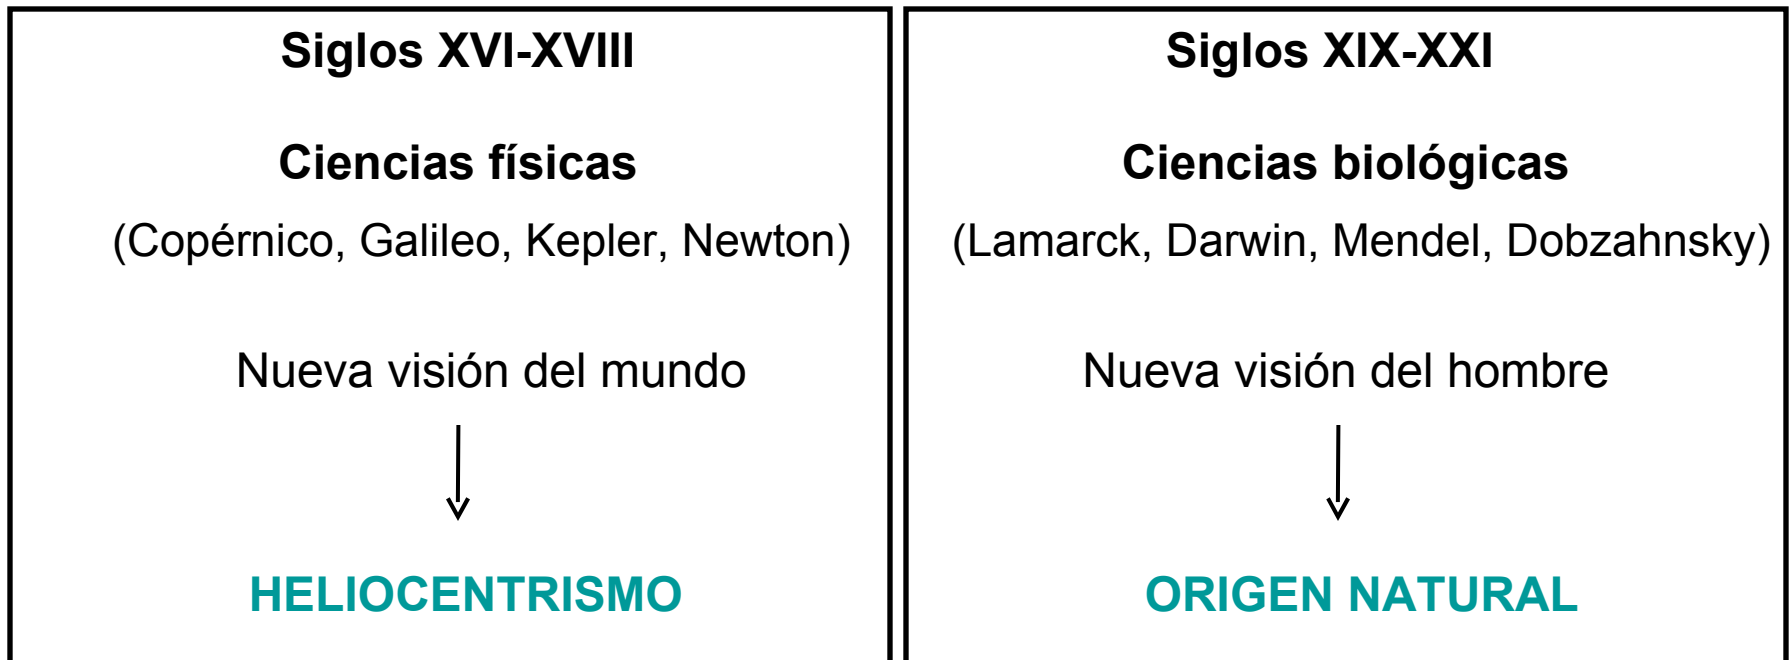 Siglos XVI-XVIII
Ciencias físicas
(Copérnico, Galileo, Kepler, Newton)
Nueva visión del mundo
HELIOCENTRISMO
Siglos XIX-XXI
Ciencias biológicas
(Lamarck, Darwin, Mendel, Dobzahnsky)
Nueva visión del hombre
ORIGEN NATURAL